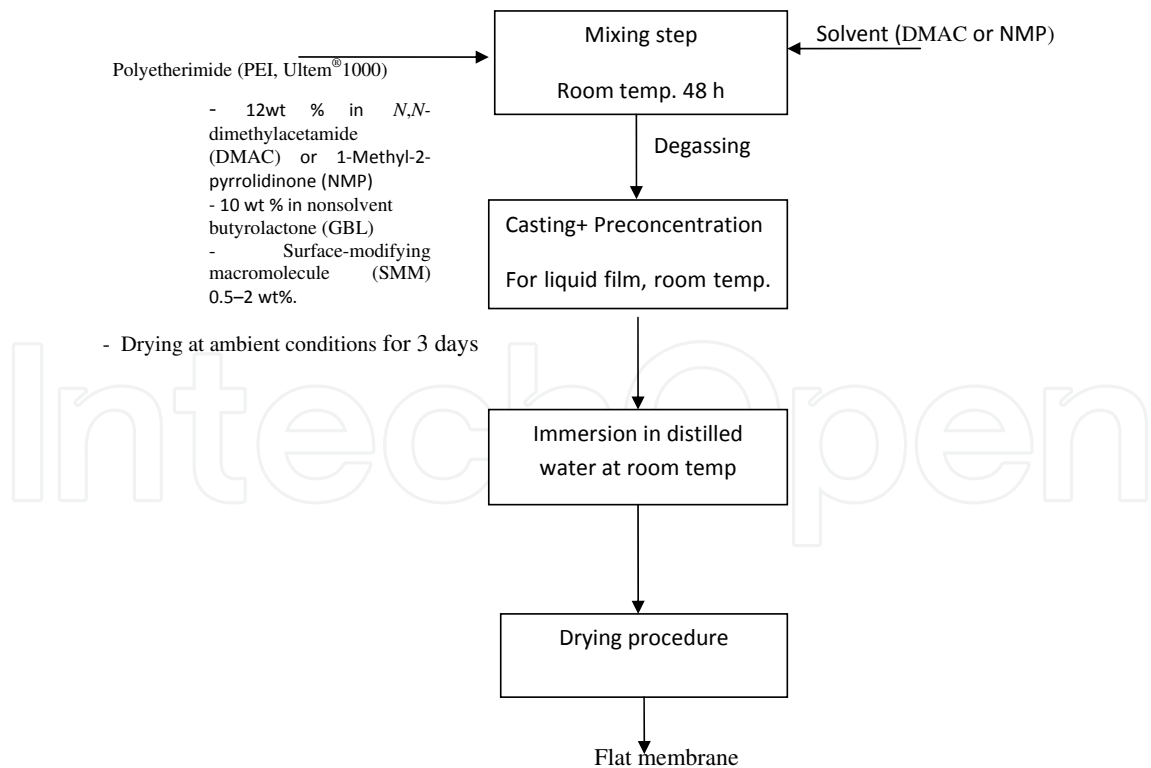 Mixing step
Room temp. 48 h
Solvent (DMAC or NMP)
Polyetherimide (PEI, Ultem®1000)
- 12wt % in N,N-
dimethylacetamide
(DMAC) or 1-Methyl-2-
pyrrolidinone (NMP)
- 10 wt % in nonsolvent
butyrolactone (GBL)
- Surface-modifying
macromolecule (SMM)
0.5–2 wt%.
- Drying at ambient conditions for 3 days
Degassing
Casting+ Preconcentration
For liquid film, room temp.
IntechOpen
Immersion in distilled
water at room temp
Drying procedure
Flat membrane